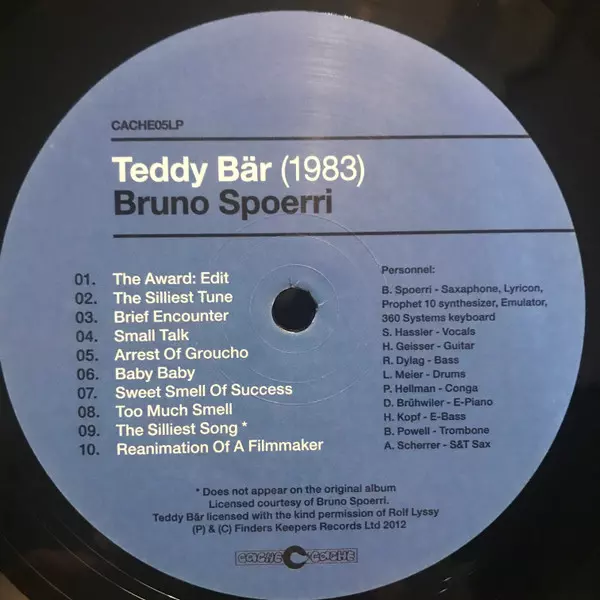 CACHE05LP
Teddy Bär (1983)
Bruno Spoerri
01. The Award: Edit
02. The Silliest Tune
03. Brief Encounter
04. Small Talk
05. Arrest Of Groucho
06. Baby Baby
07. Sweet Smell Of Success
08. Too Much Smell
09. The Silliest Song *
10. Reanimation Of A Filmmaker
Personnel:
B. Spoerri - Saxaphone, Lyricon,
Prophet 10 synthesizer, Emulator,
360 Systems keyboard
S. Hassler - Vocals
H. Geisser - Guitar
R. Dylag - Bass
L. Meier - Drums
P. Hellman - Conga
D. Brühwiler - E-Piano
H. Kopf - E-Bass
B. Powell - Trombone
A. Scherrer - S&T Sax
* Does not appear on the original album
Licensed courtesy of Bruno Spoerri.
Teddy Bär licensed with the kind permission of Rolf Lyssy
(P) & (C) Finders Keepers Records Ltd 2012
CACHE CACHE